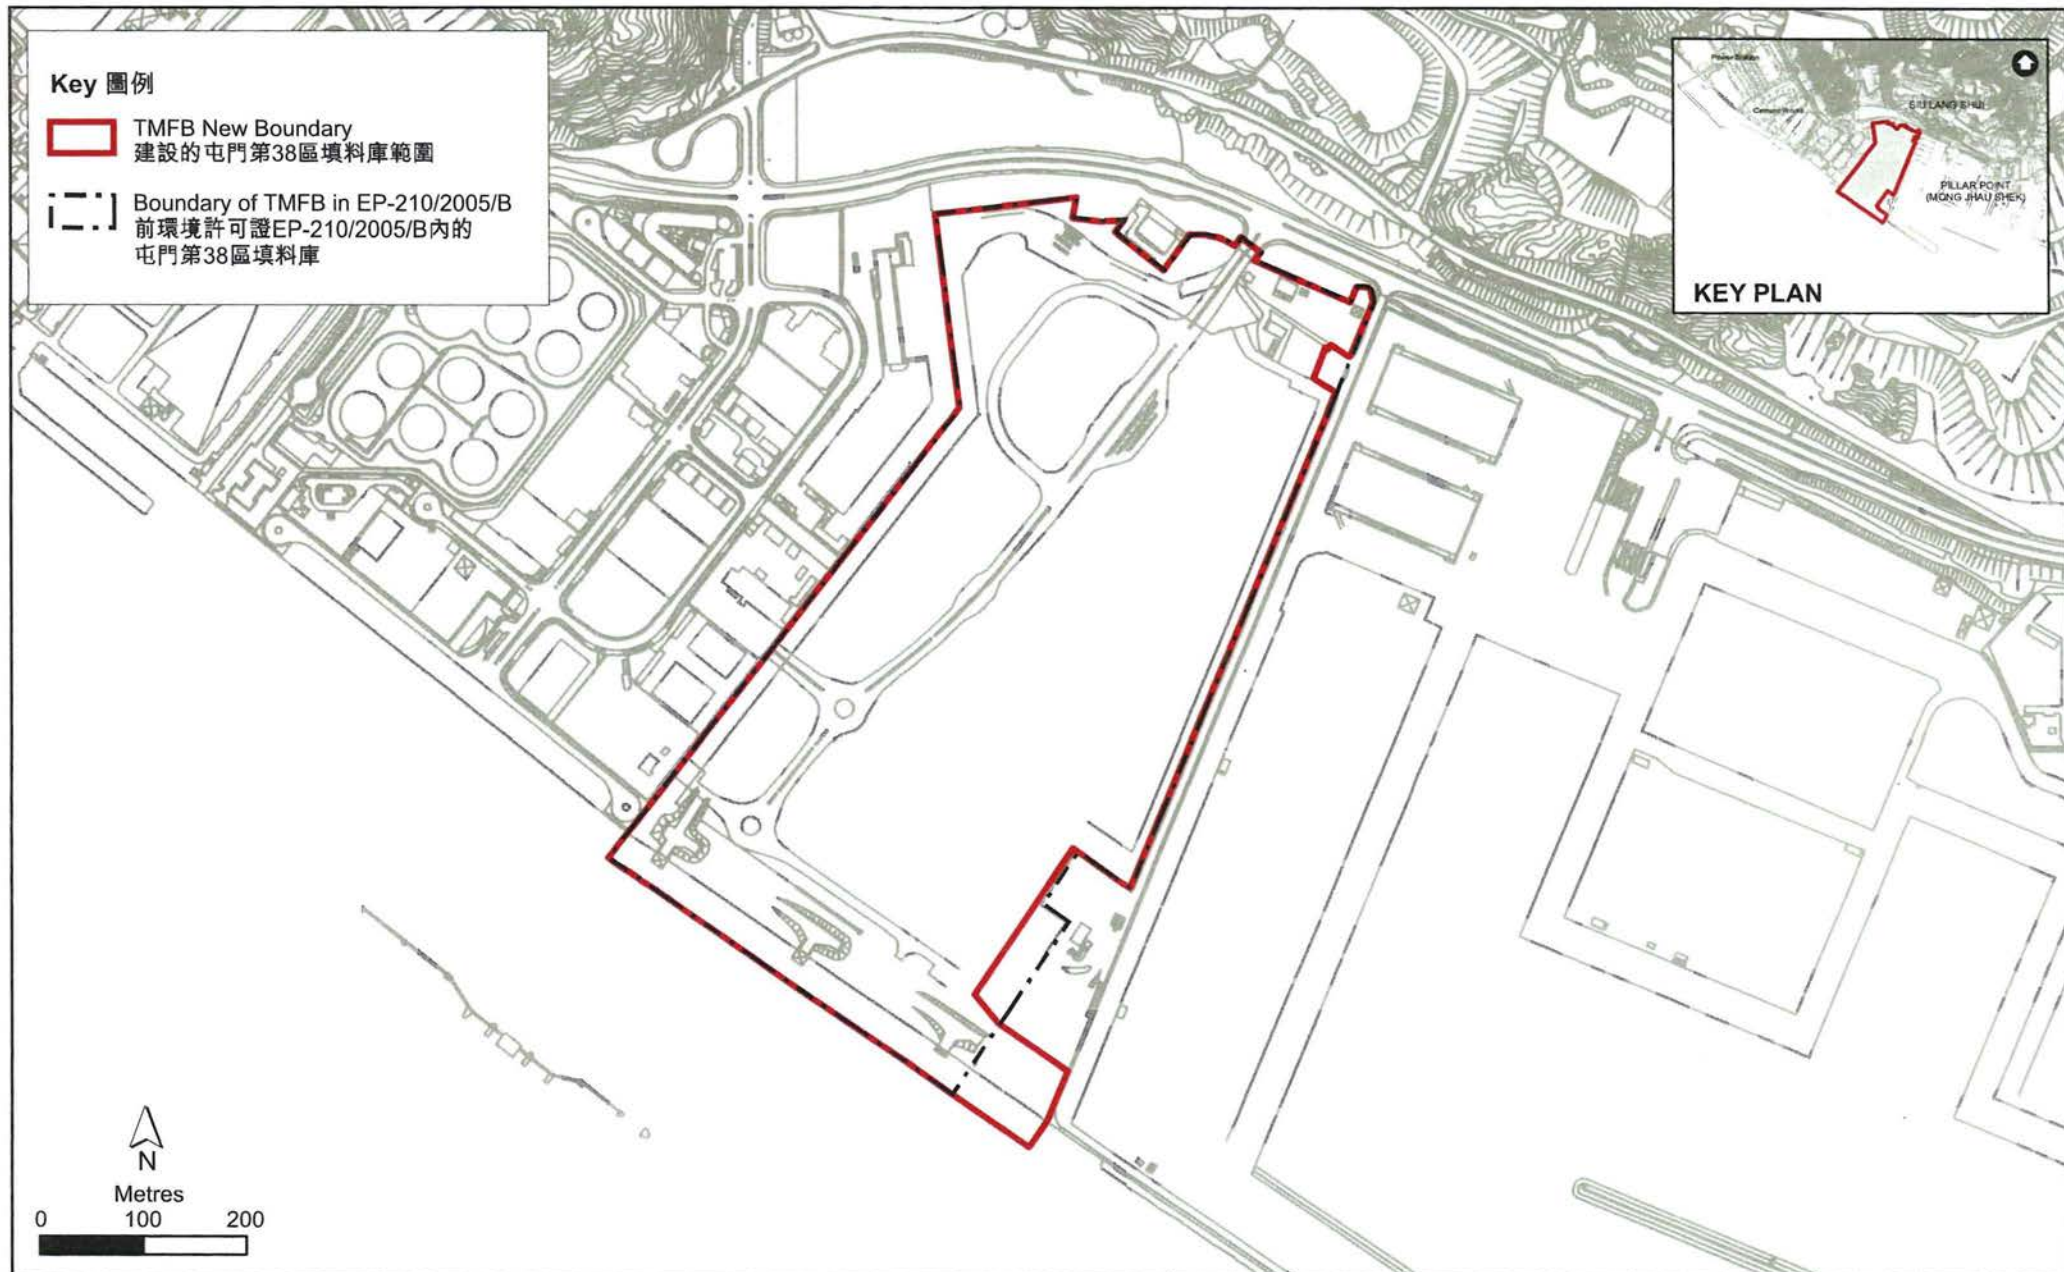 Key 圖例
TMFB New Boundary
建設的屯門第38區填料庫範圍
Boundary of TMFB in EP-210/2005/B
前環境許可證EP-210/2005/B內的
屯門第38區填料庫
Power Station
SIU LANG SHUI
PILLAR POINT
(MONG JHAU SHEK)
KEY PLAN
N
Metres
0 100 200